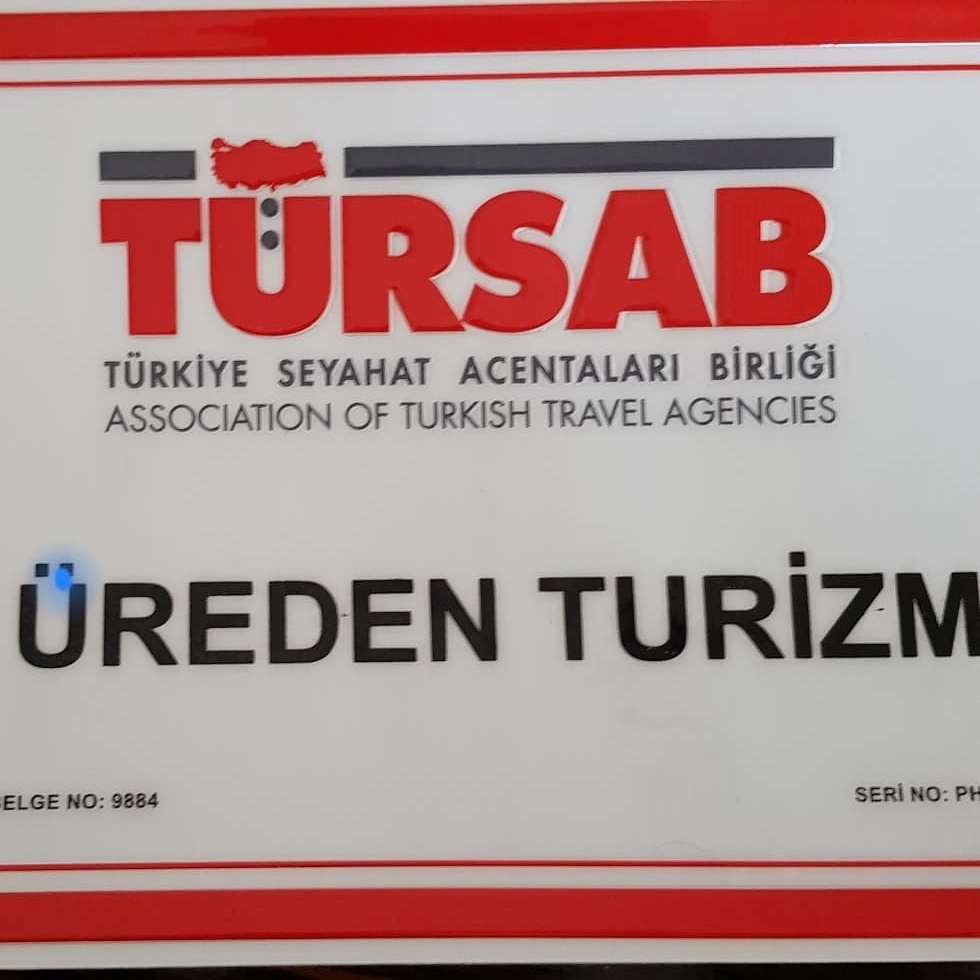 TÜRSAB
TÜRKİYE SEYAHAT ACENTALARI BİRLİĞİ
ASSOCIATION OF TURKISH TRAVEL AGENCIES
ÜREDEN TURİZM
BELGE NO: 9884
SERİ NO: PH